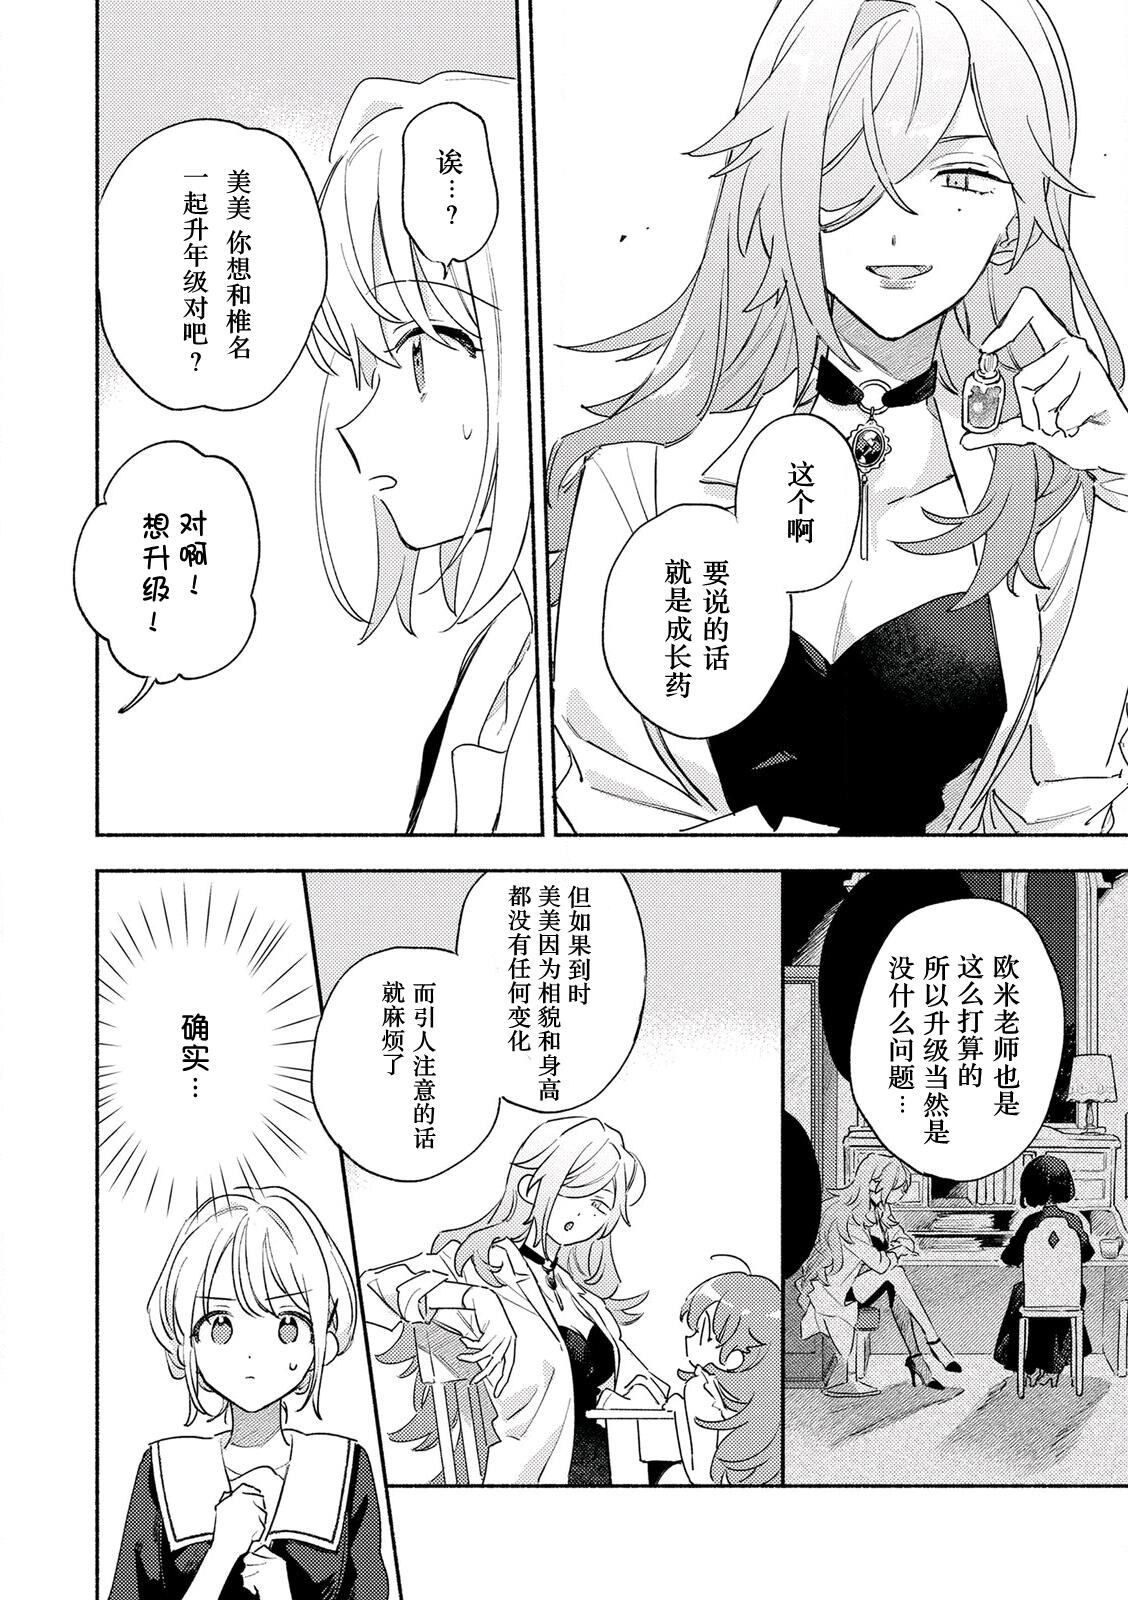 这个啊
要说的话
就是成长药
诶…？
美美 你想和椎名
一起升年级对吧？
对啊！
想升级！
欧米老师也是
这么打算的
所以升级当然是
没什么问题…
但如果到时
美美因为相貌和身高
都没有任何变化
而引人注意的话
就麻烦了
确实…